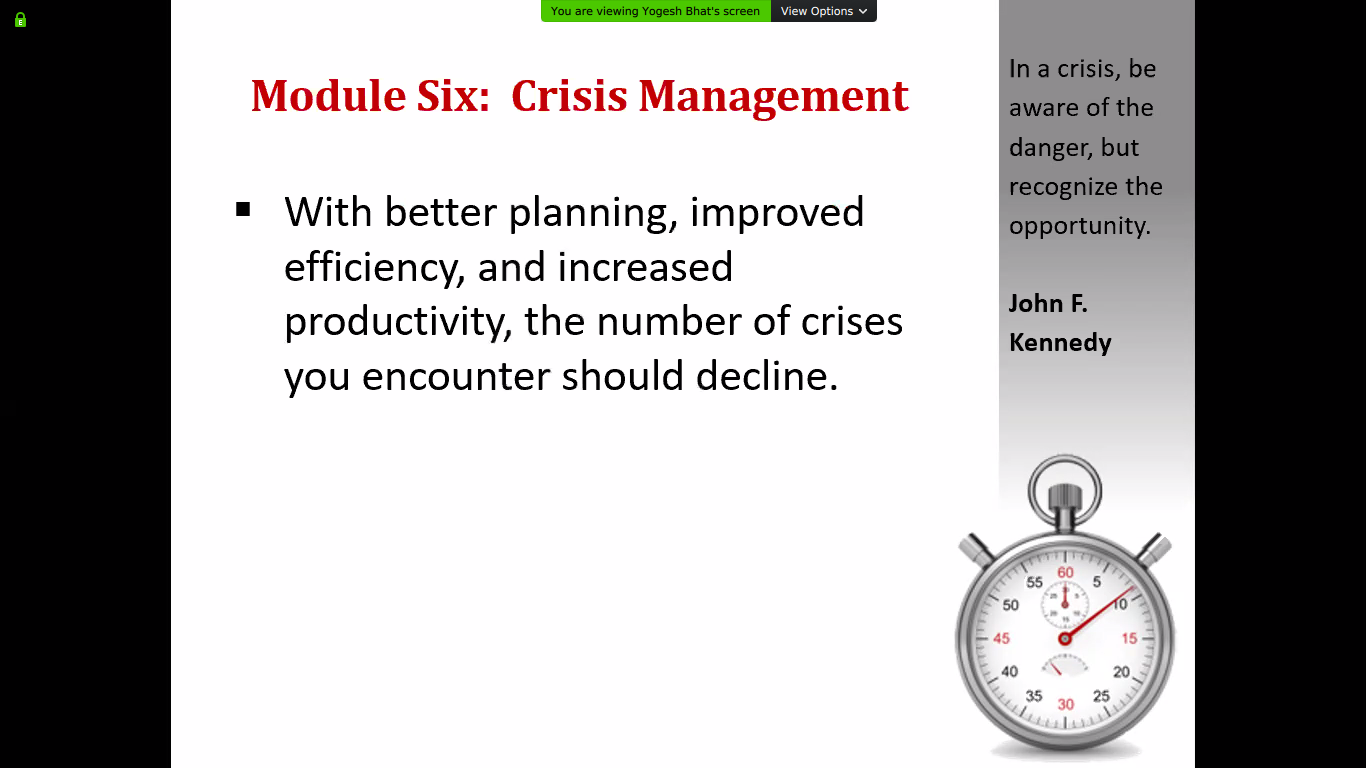 You are viewing Yogesh Bhat's screen View Options
E
Module Six: Crisis Management
▪ With better planning, improved
efficiency, and increased
productivity, the number of crises
you encounter should decline.
In a crisis, be
aware of the
danger, but
recognize the
opportunity.
John F.
Kennedy
60
55 5
50 10
45 15
40 20
35 25
30